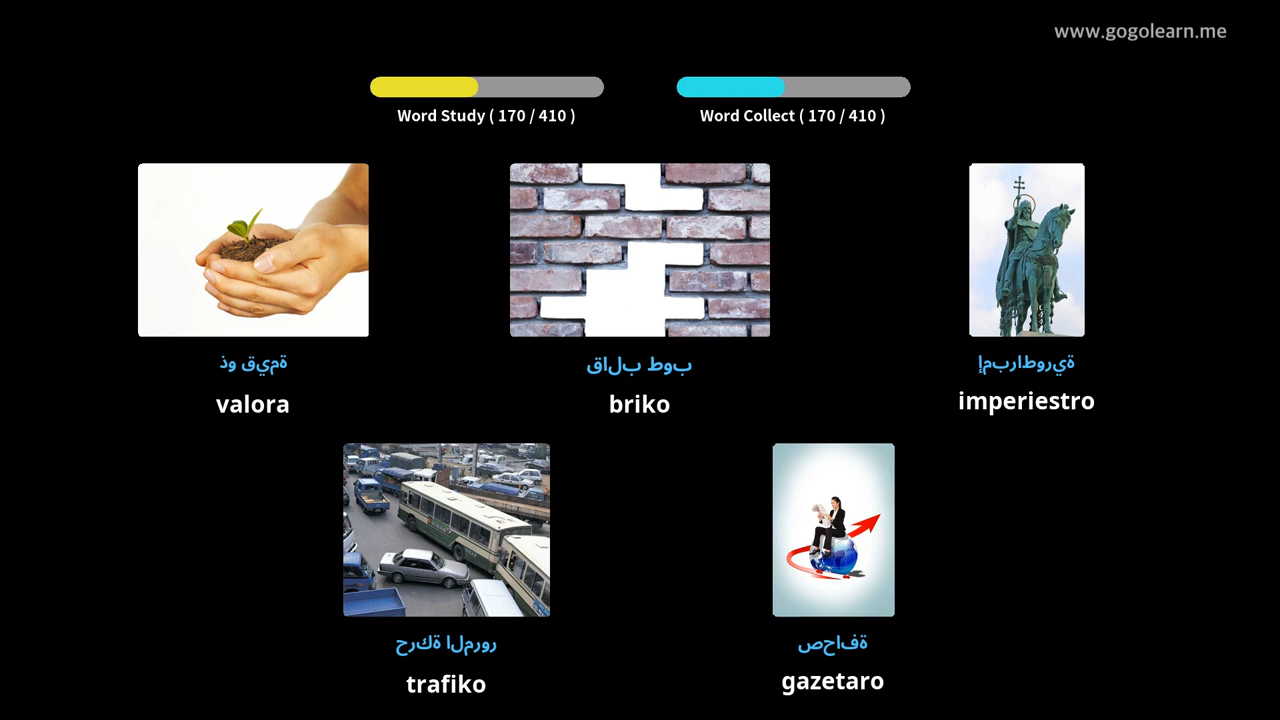 www.gogolearn.me
Word Study ( 170 / 410 )
Word Collect ( 170 / 410 )
ذو قيمة
قالب طوب
إمبراطورية
valora
briko
imperiestro
حركة المرور
صحافة
trafiko
gazetaro